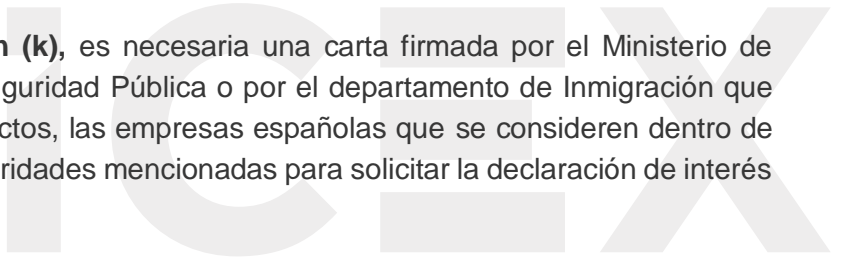 n (k), es necesaria una carta firmada por el Ministerio de
guridad Pública o por el departamento de Inmigración que
ctos, las empresas españolas que se consideren dentro de
ridades mencionadas para solicitar la declaración de interés
ICEX